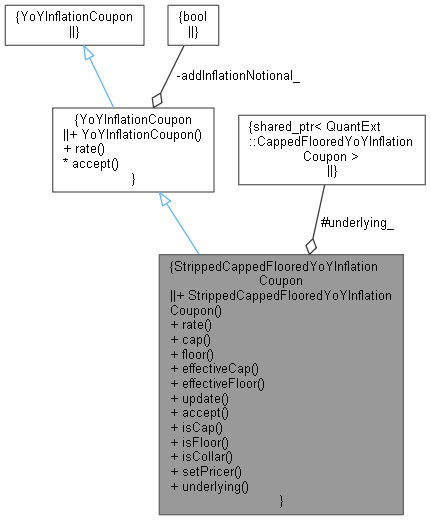 {YoYInflationCoupon
||}
{bool
||}
-addInflationNotional_
{YoYInflationCoupon
||+ YoYInflationCoupon()
+ rate()
* accept()
}
{shared_ptr< QuantExt
::CappedFlooredYoYInflation
Coupon >
||}
#underlying_
{StrippedCappedFlooredYoYInflation
Coupon
||+ StrippedCappedFlooredYoYInflation
Coupon()
+ rate()
+ cap()
+ floor()
+ effectiveCap()
+ effectiveFloor()
+ update()
+ accept()
+ isCap()
+ isFloor()
+ isCollar()
+ setPricer()
+ underlying()
}